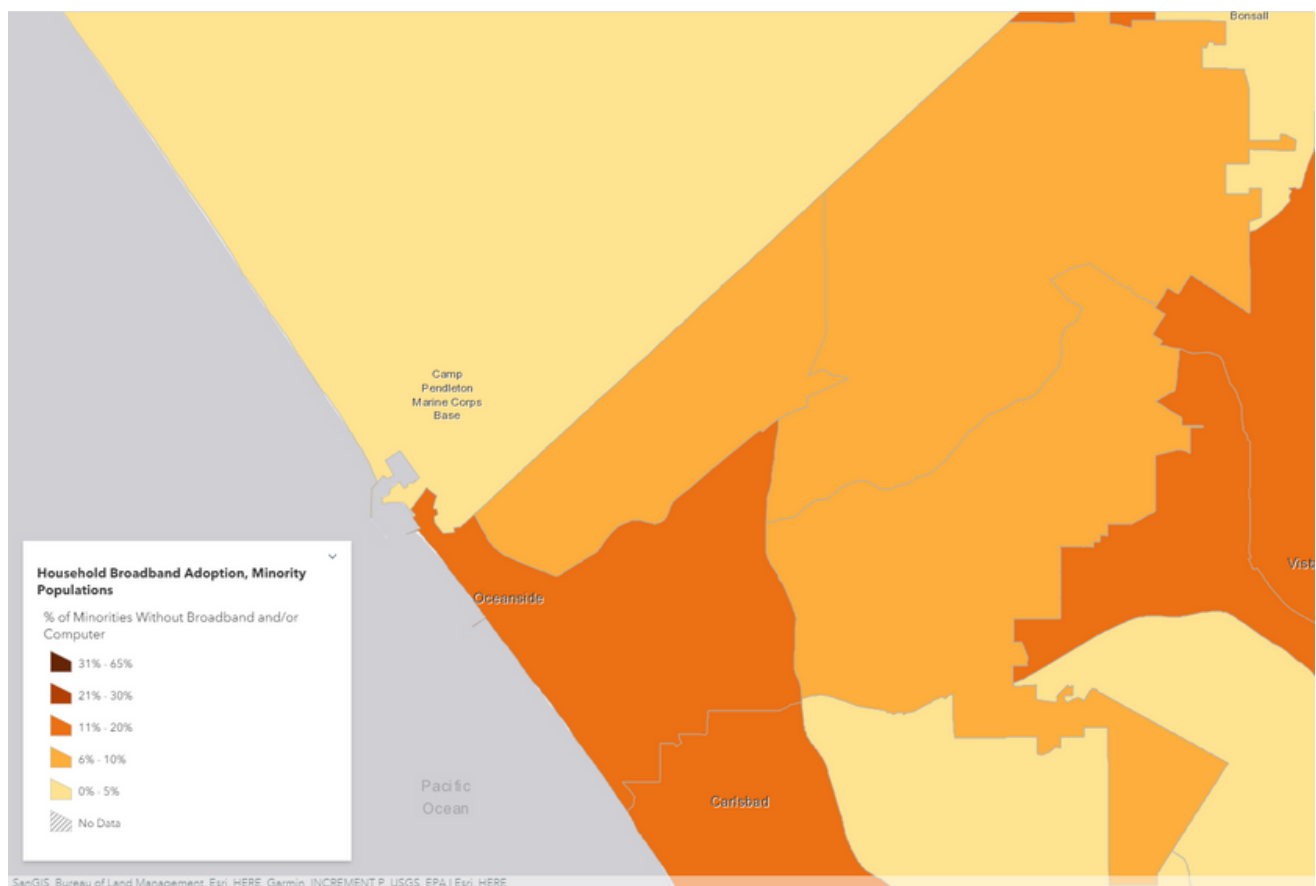 Bonsall
Camp
Pendleton
Marine Corps
Base
Oceanside
Vist
Carlsbad
Pacific
Ocean
Household Broadband Adoption, Minority
Populations
% of Minorities Without Broadband and/or
Computer
31% - 65%
21% - 30%
11% - 20%
6% - 10%
0% - 5%
No Data
SanGIS, Bureau of Land Management, Esri, HERE, Garmin, INCREMENT P, USGS, EPA | Esri, HERE